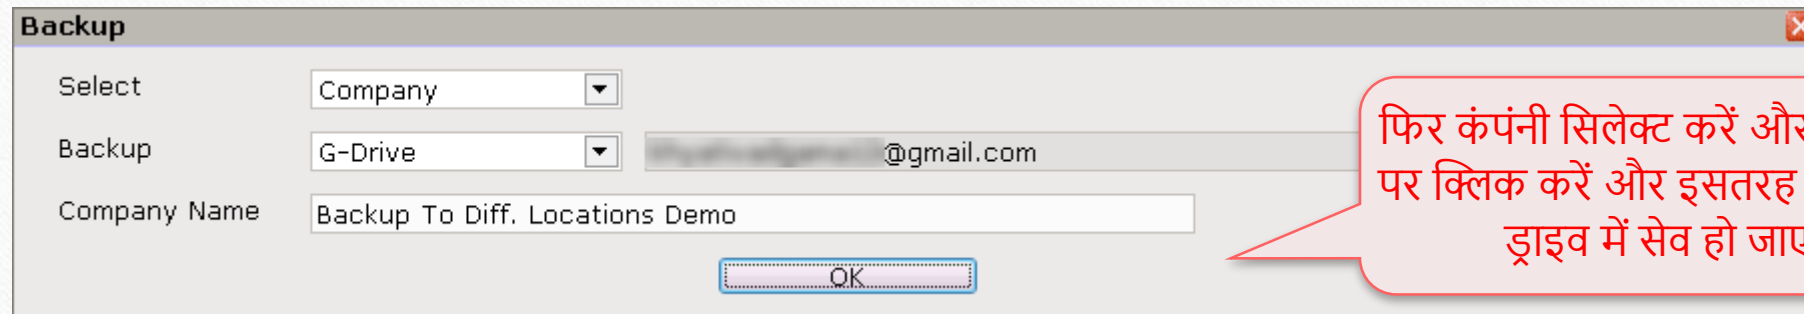 Backup
Select
Company
Backup
G-Drive
@gmail.com
Company Name
Backup To Diff. Locations Demo
OK
फिर कंपंनी सिलेक्ट करें और
पर क्लिक करें और इसतरह
ड्राइव में सेव हो